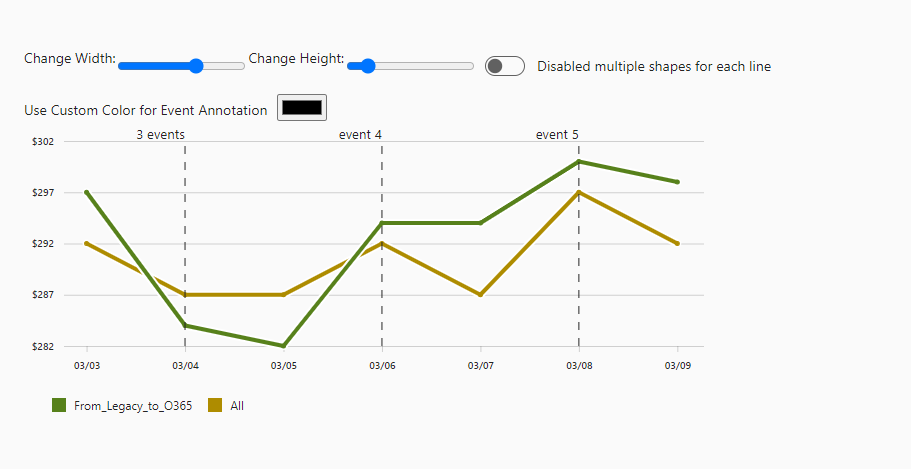 Change Width: Change Height: Disabled multiple shapes for each line
Use Custom Color for Event Annotation
3 events event 4 event 5
$302
$297
$292
$287
$282
03/03 03/04 03/05 03/06 03/07 03/08 03/09
From_Legacy_to_O365 All